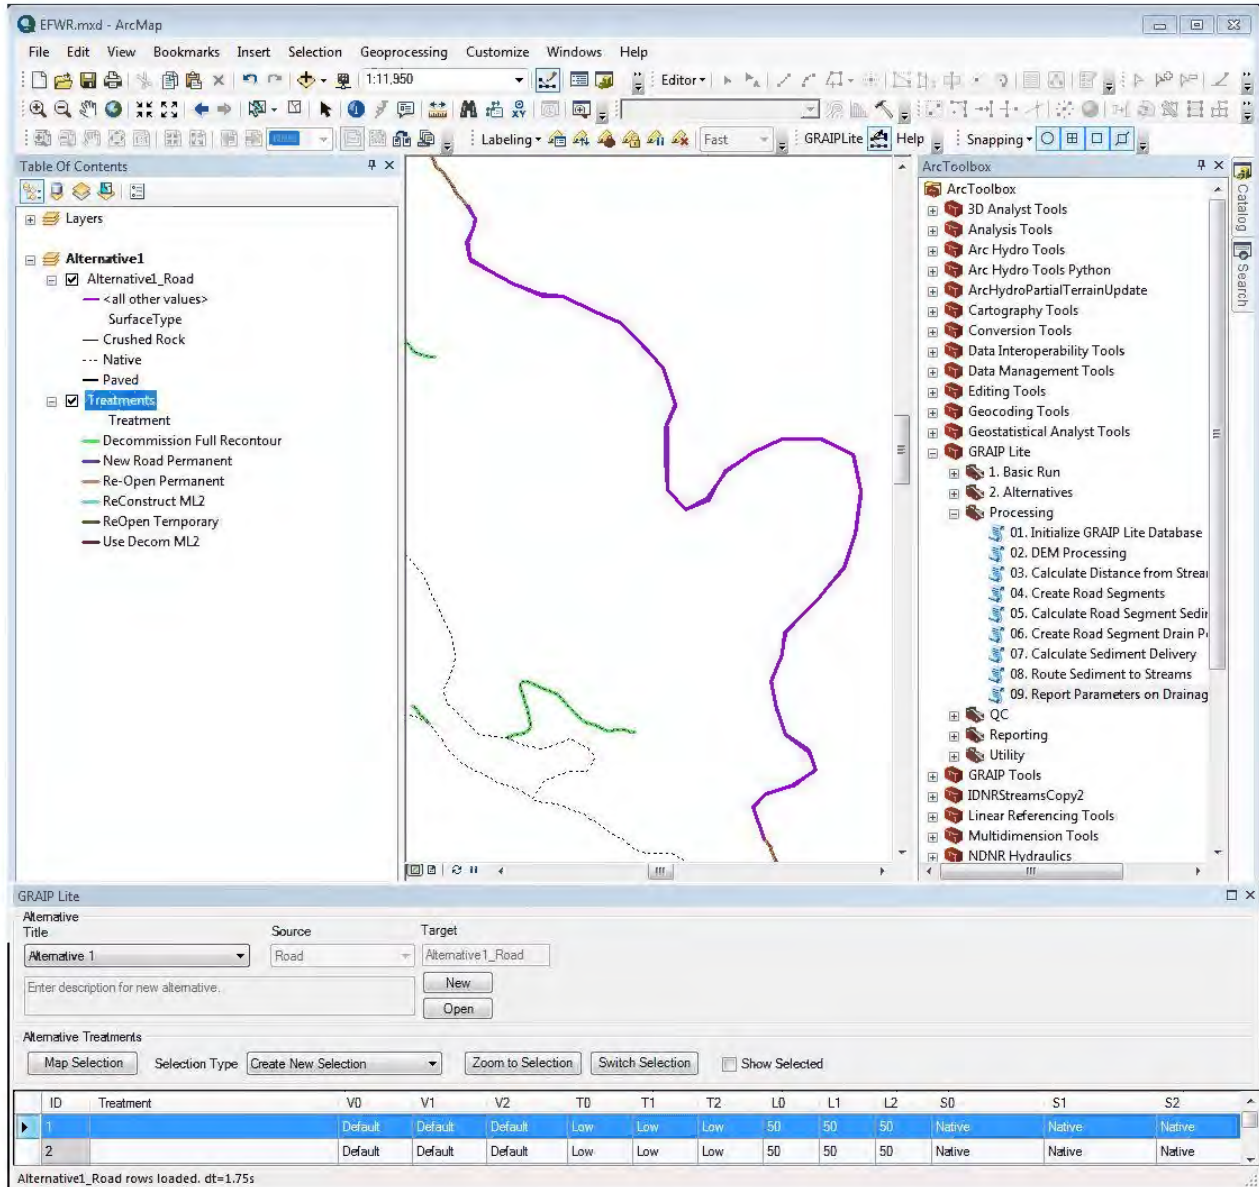 EFWR.mxd - ArcMap
File Edit View Bookmarks Insert Selection Geoprocessing Customize Windows Help
1:11,950
Editor
Labeling Fast GRAIPLite Help Snapping
Table Of Contents
Layers
Alternative1
Alternative1_Road
<all other values>
SurfaceType
Crushed Rock
Native
Paved
Treatments
Treatment
Decommission Full Recontour
New Road Permanent
Re-Open Permanent
ReConstruct ML2
ReOpen Temporary
Use Decom ML2
ArcToolbox
ArcToolbox
3D Analyst Tools
Analysis Tools
Arc Hydro Tools
Arc Hydro Tools Python
ArcHydroPartialTerrainUpdate
Cartography Tools
Conversion Tools
Data Interoperability Tools
Data Management Tools
Editing Tools
Geocoding Tools
Geostatistical Analyst Tools
GRAIP Lite
1. Basic Run
2. Alternatives
Processing
01. Initialize GRAIP Lite Database
02. DEM Processing
03. Calculate Distance from Strear
04. Create Road Segments
05. Calculate Road Segment Sedir
06. Create Road Segment Drain P
07. Calculate Sediment Delivery
08. Route Sediment to Streams
09. Report Parameters on Drainag
QC
Reporting
Utility
GRAIP Tools
IDNRStreamsCopy2
Linear Referencing Tools
Multidimension Tools
NDNR Hydraulics
Catalog
Search
GRAIP Lite
Alternative
Title Source Target
Alternative 1 Road Alternative1_Road
Enter description for new alternative.
New
Open
Alternative Treatments
Map Selection Selection Type Create New Selection Zoom to Selection Switch Selection Show Selected
ID Treatment V0 V1 V2 T0 T1 T2 L0 L1 L2 S0 S1 S2
1 Default Default Default Low Low Low 50 50 50 Native Native Native
2 Default Default Default Low Low Low 50 50 50 Native Native Native
Alternative1_Road rows loaded. dt=1.75s